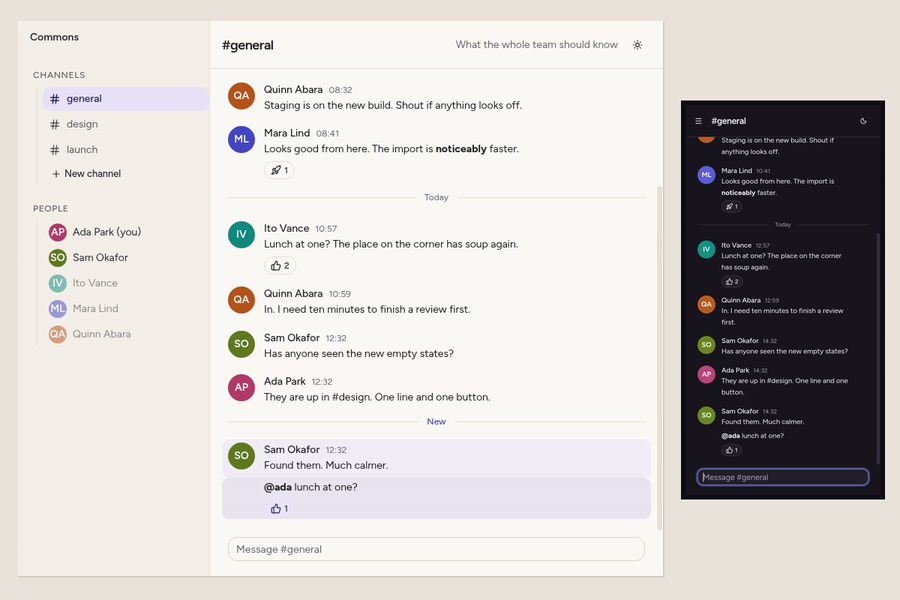 Commons
CHANNELS
# general
# design
# launch
+ New channel
PEOPLE
AP Ada Park (you)
SO Sam Okafor
IV Ito Vance
ML Mara Lind
QA Quinn Abara
#general
What the whole team should know
QA
Quinn Abara 08:32
Staging is on the new build. Shout if anything looks off.
ML
Mara Lind 08:41
Looks good from here. The import is noticeably faster.
1
Today
IV
Ito Vance 10:57
Lunch at one? The place on the corner has soup again.
2
QA
Quinn Abara 10:59
In. I need ten minutes to finish a review first.
SO
Sam Okafor 12:32
Has anyone seen the new empty states?
AP
Ada Park 12:32
They are up in #design. One line and one button.
New
SO
Sam Okafor 12:32
Found them. Much calmer.
@ada lunch at one?
1
Message #general
#general
QA
Staging is on the new build. Shout if
anything looks off.
ML
Mara Lind 10:41
Looks good from here. The import is
noticeably faster.
1
Today
IV
Ito Vance 12:57
Lunch at one? The place on the corner
has soup again.
2
QA
Quinn Abara 12:59
In. I need ten minutes to finish a review
first.
SO
Sam Okafor 14:32
Has anyone seen the new empty states?
AP
Ada Park 14:32
They are up in #design. One line and one
button.
SO
Sam Okafor 14:32
Found them. Much calmer.
@ada lunch at one?
1
Message #general